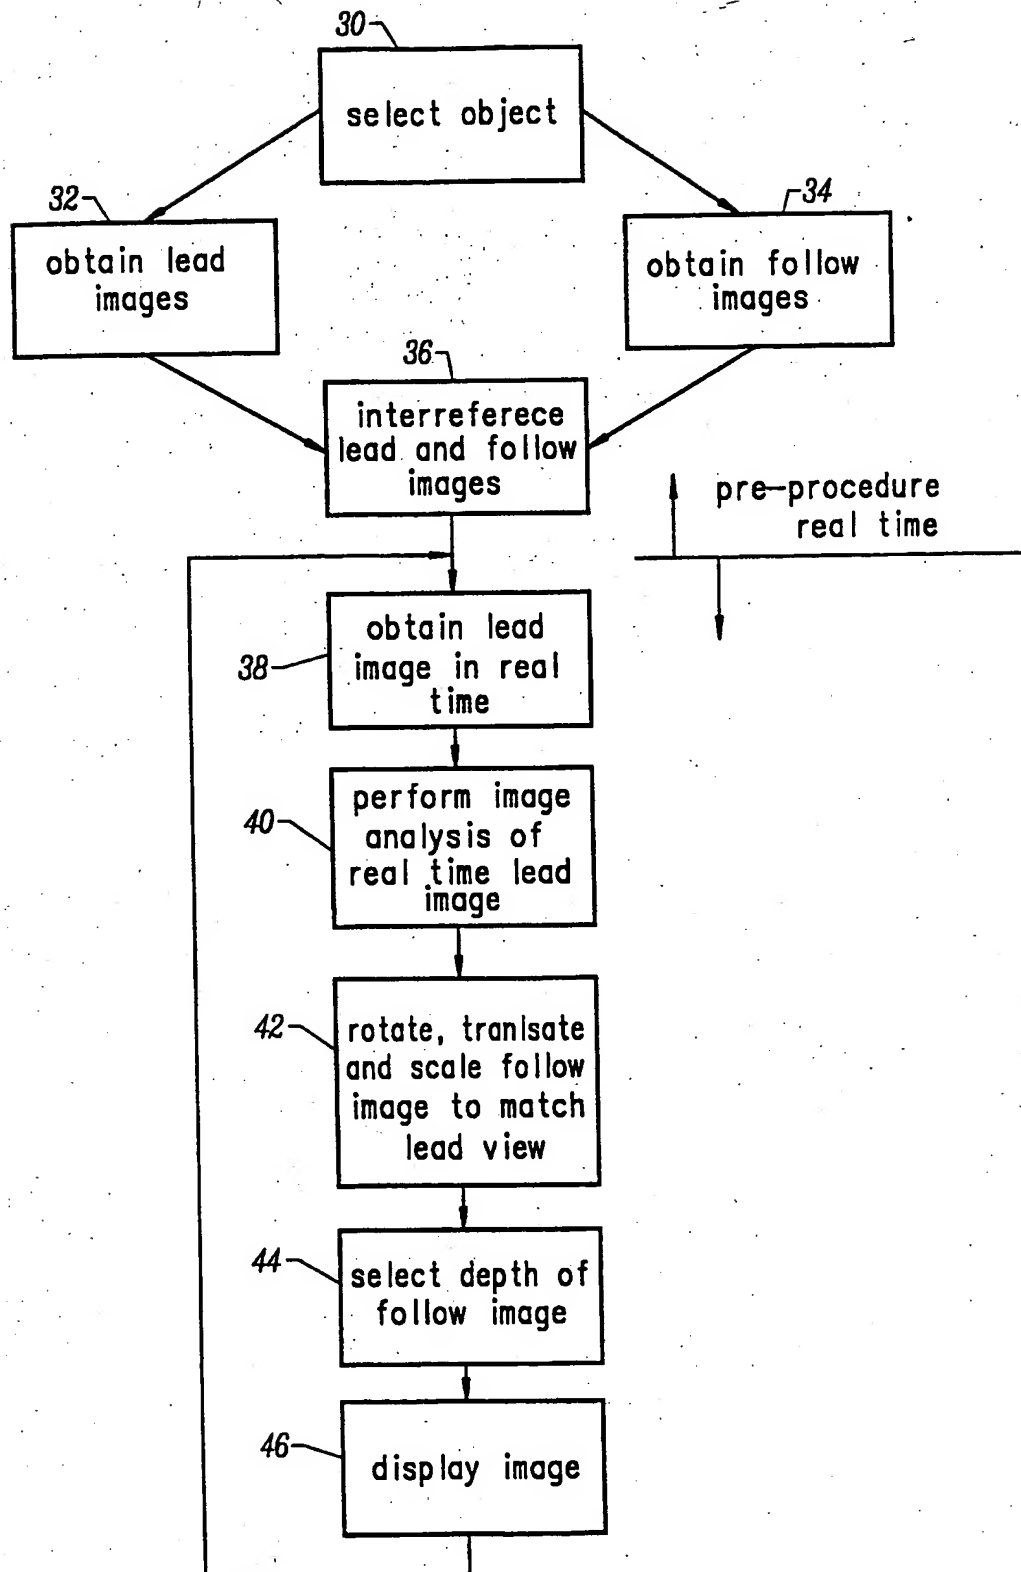 30
select object
32
obtain lead
images
34
obtain follow
images
36
interreferece
lead and follow
images
pre-procedure
real time
38
obtain lead
image in real
time
40
perform image
analysis of
real time lead
image
42
rotate, tranlsate
and scale follow
image to match
lead view
44
select depth of
follow image
46
display image